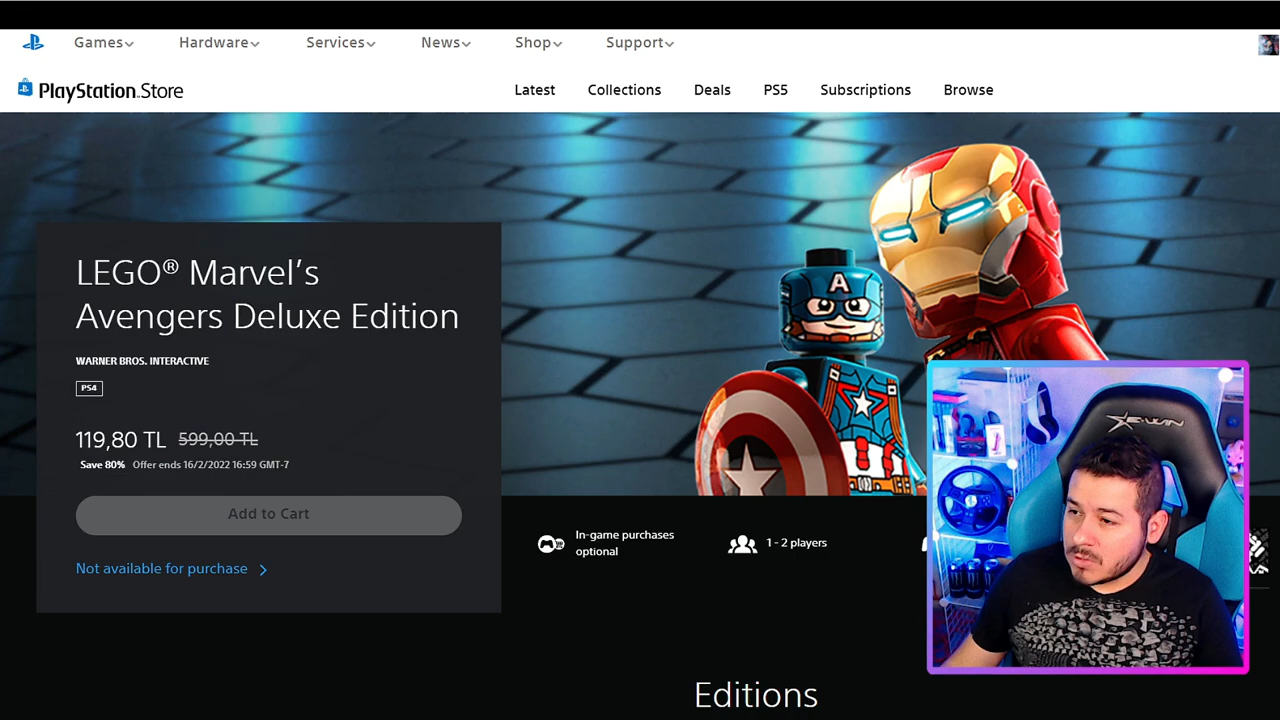 Games
Hardware
Services
News
Shop
Support
PlayStation Store
Latest
Collections
Deals
PS5
Subscriptions
Browse
LEGO® Marvel’s
Avengers Deluxe Edition
WARNER BROS. INTERACTIVE
PS4
119,80 TL 599,00 TL
Save 80% Offer ends 16/2/2022 16:59 GMT-7
Add to Cart
Not available for purchase
In-game purchases
optional
1 - 2 players
A
E-WIN
Editions